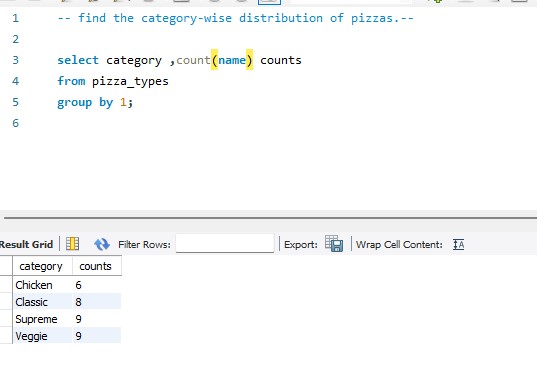 1 -- find the category-wise distribution of pizzas.--
2
3 select category ,count(name) counts
4 from pizza_types
5 group by 1;
6
Result Grid Filter Rows: Export: Wrap Cell Content: IA
category counts
Chicken 6
Classic 8
Supreme 9
Veggie 9